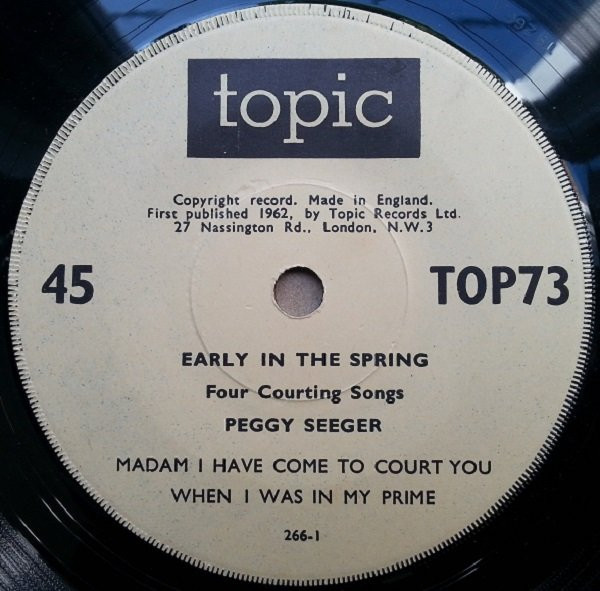 topic
Copyright record. Made in England.
First published 1962, by Topic Records Ltd.
27 Nassington Rd., London, N.W.3
45
TOP73
EARLY IN THE SPRING
Four Courting Songs
PEGGY SEEGER
MADAM I HAVE COME TO COURT YOU
WHEN I WAS IN MY PRIME
266-1